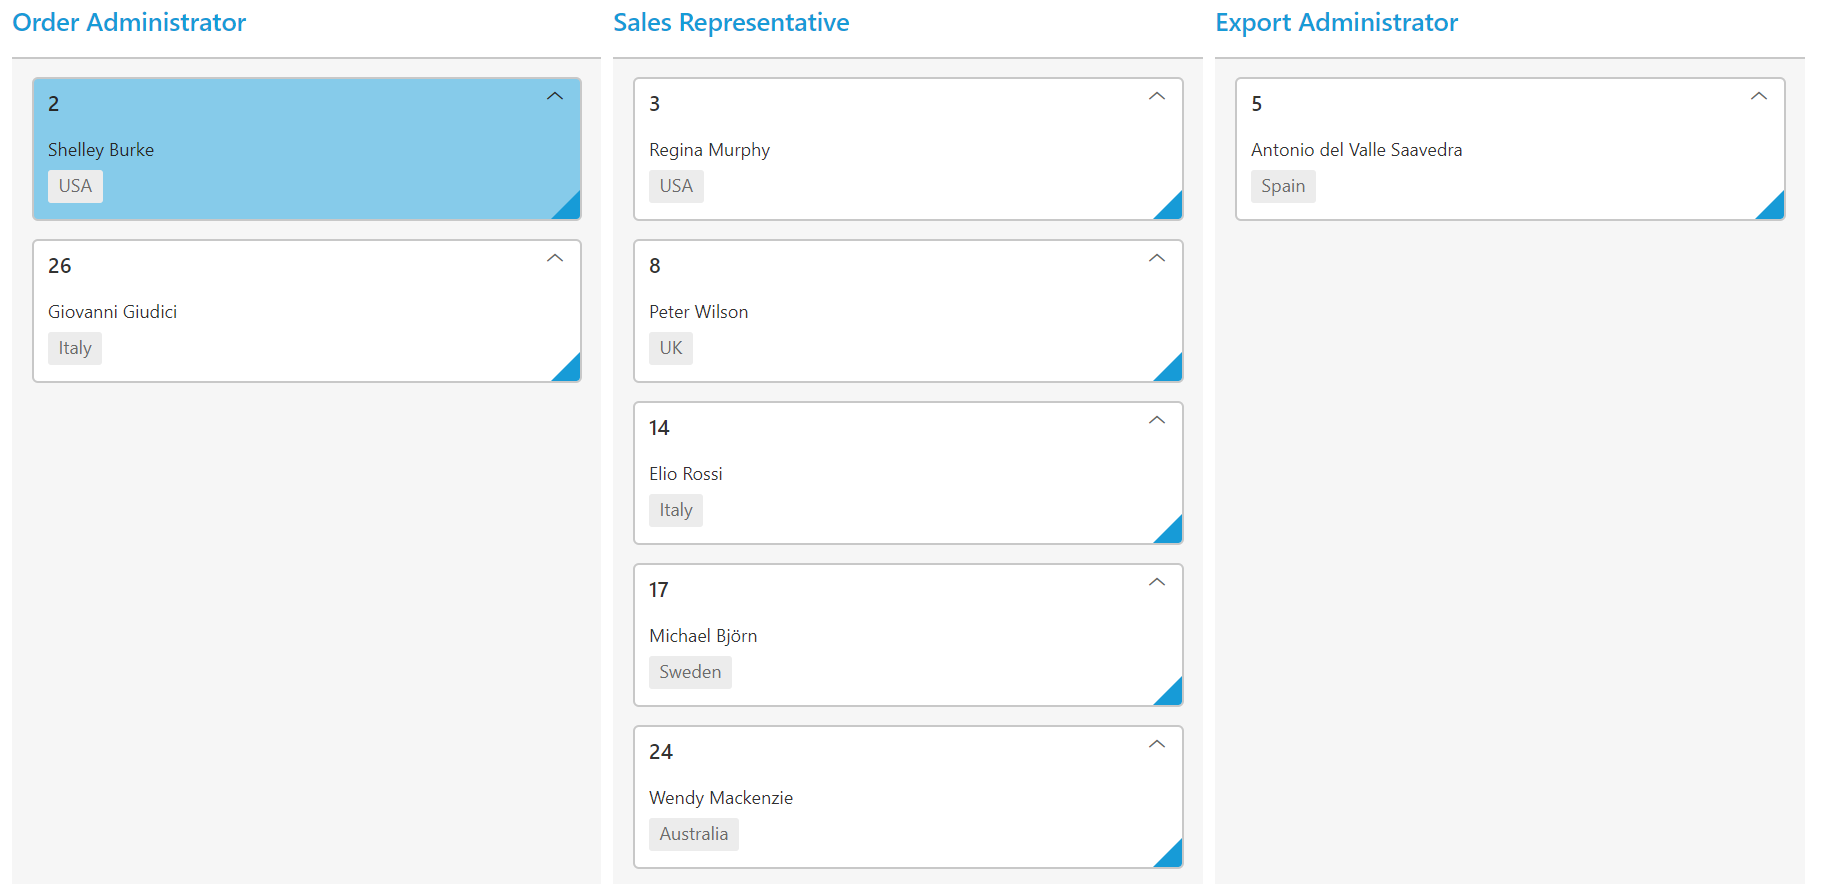 Order Administrator
2
Shelley Burke
USA
26
Giovanni Giudici
Italy
Sales Representative
3
Regina Murphy
USA
8
Peter Wilson
UK
14
Elio Rossi
Italy
17
Michael Björn
Sweden
24
Wendy Mackenzie
Australia
Export Administrator
5
Antonio del Valle Saavedra
Spain